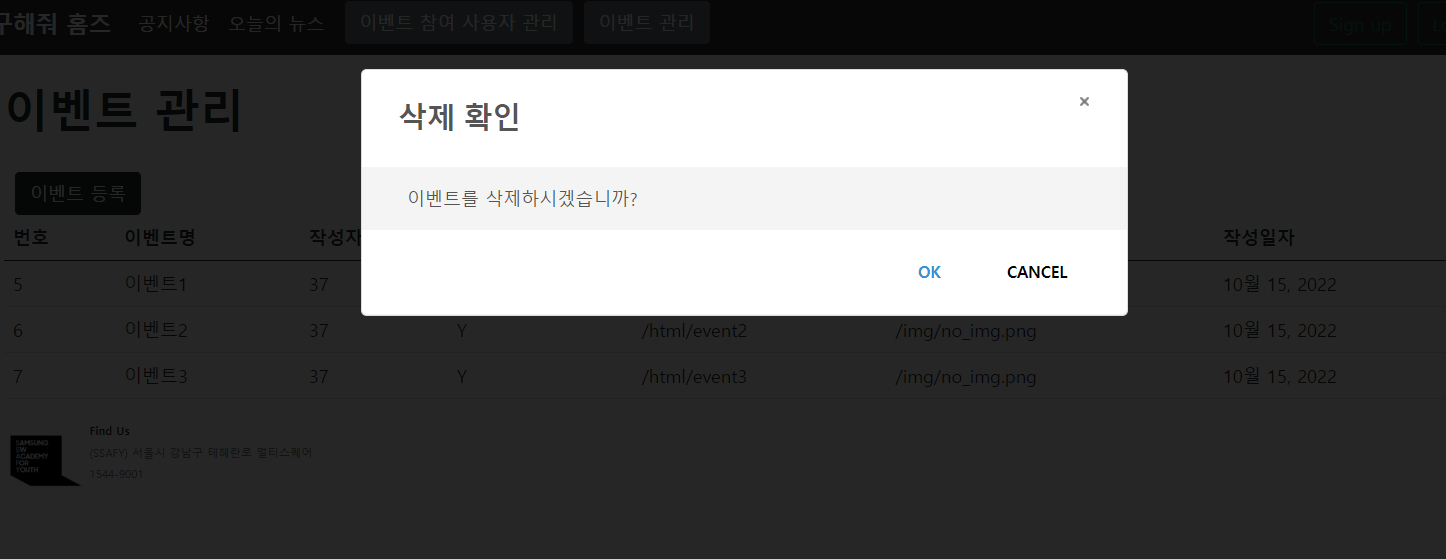 구해줘 홈즈 공지사항 오늘의 뉴스 이벤트 참여 사용자 관리 이벤트 관리 Sign up
이벤트 관리
×
삭제 확인
이벤트 등록
이벤트를 삭제하시겠습니까?
번호 이벤트명 작성자 작성일자
OK CANCEL
5 이벤트1 37 10월 15, 2022
6 이벤트2 37 Y /html/event2 /img/no_img.png 10월 15, 2022
7 이벤트3 37 Y /html/event3 /img/no_img.png 10월 15, 2022
Find Us
SAMSUNG
SW
ACADEMY
FOR
YOUTH
(SSAFY) 서울시 강남구 테헤란로 멀티스퀘어
1544-9001